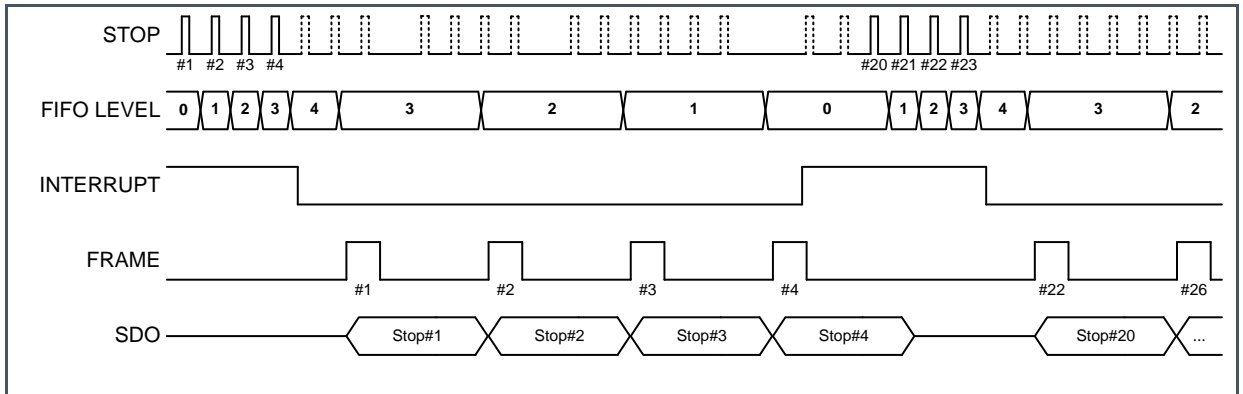 STOP
#1 #2 #3 #4 #20 #21 #22 #23
FIFO LEVEL 0 1 2 3 4 3 2 1 0 1 2 3 4 3 2
INTERRUPT
FRAME
#1 #2 #3 #4 #22 #26
SDO Stop#1 Stop#2 Stop#3 Stop#4 Stop#20 ...